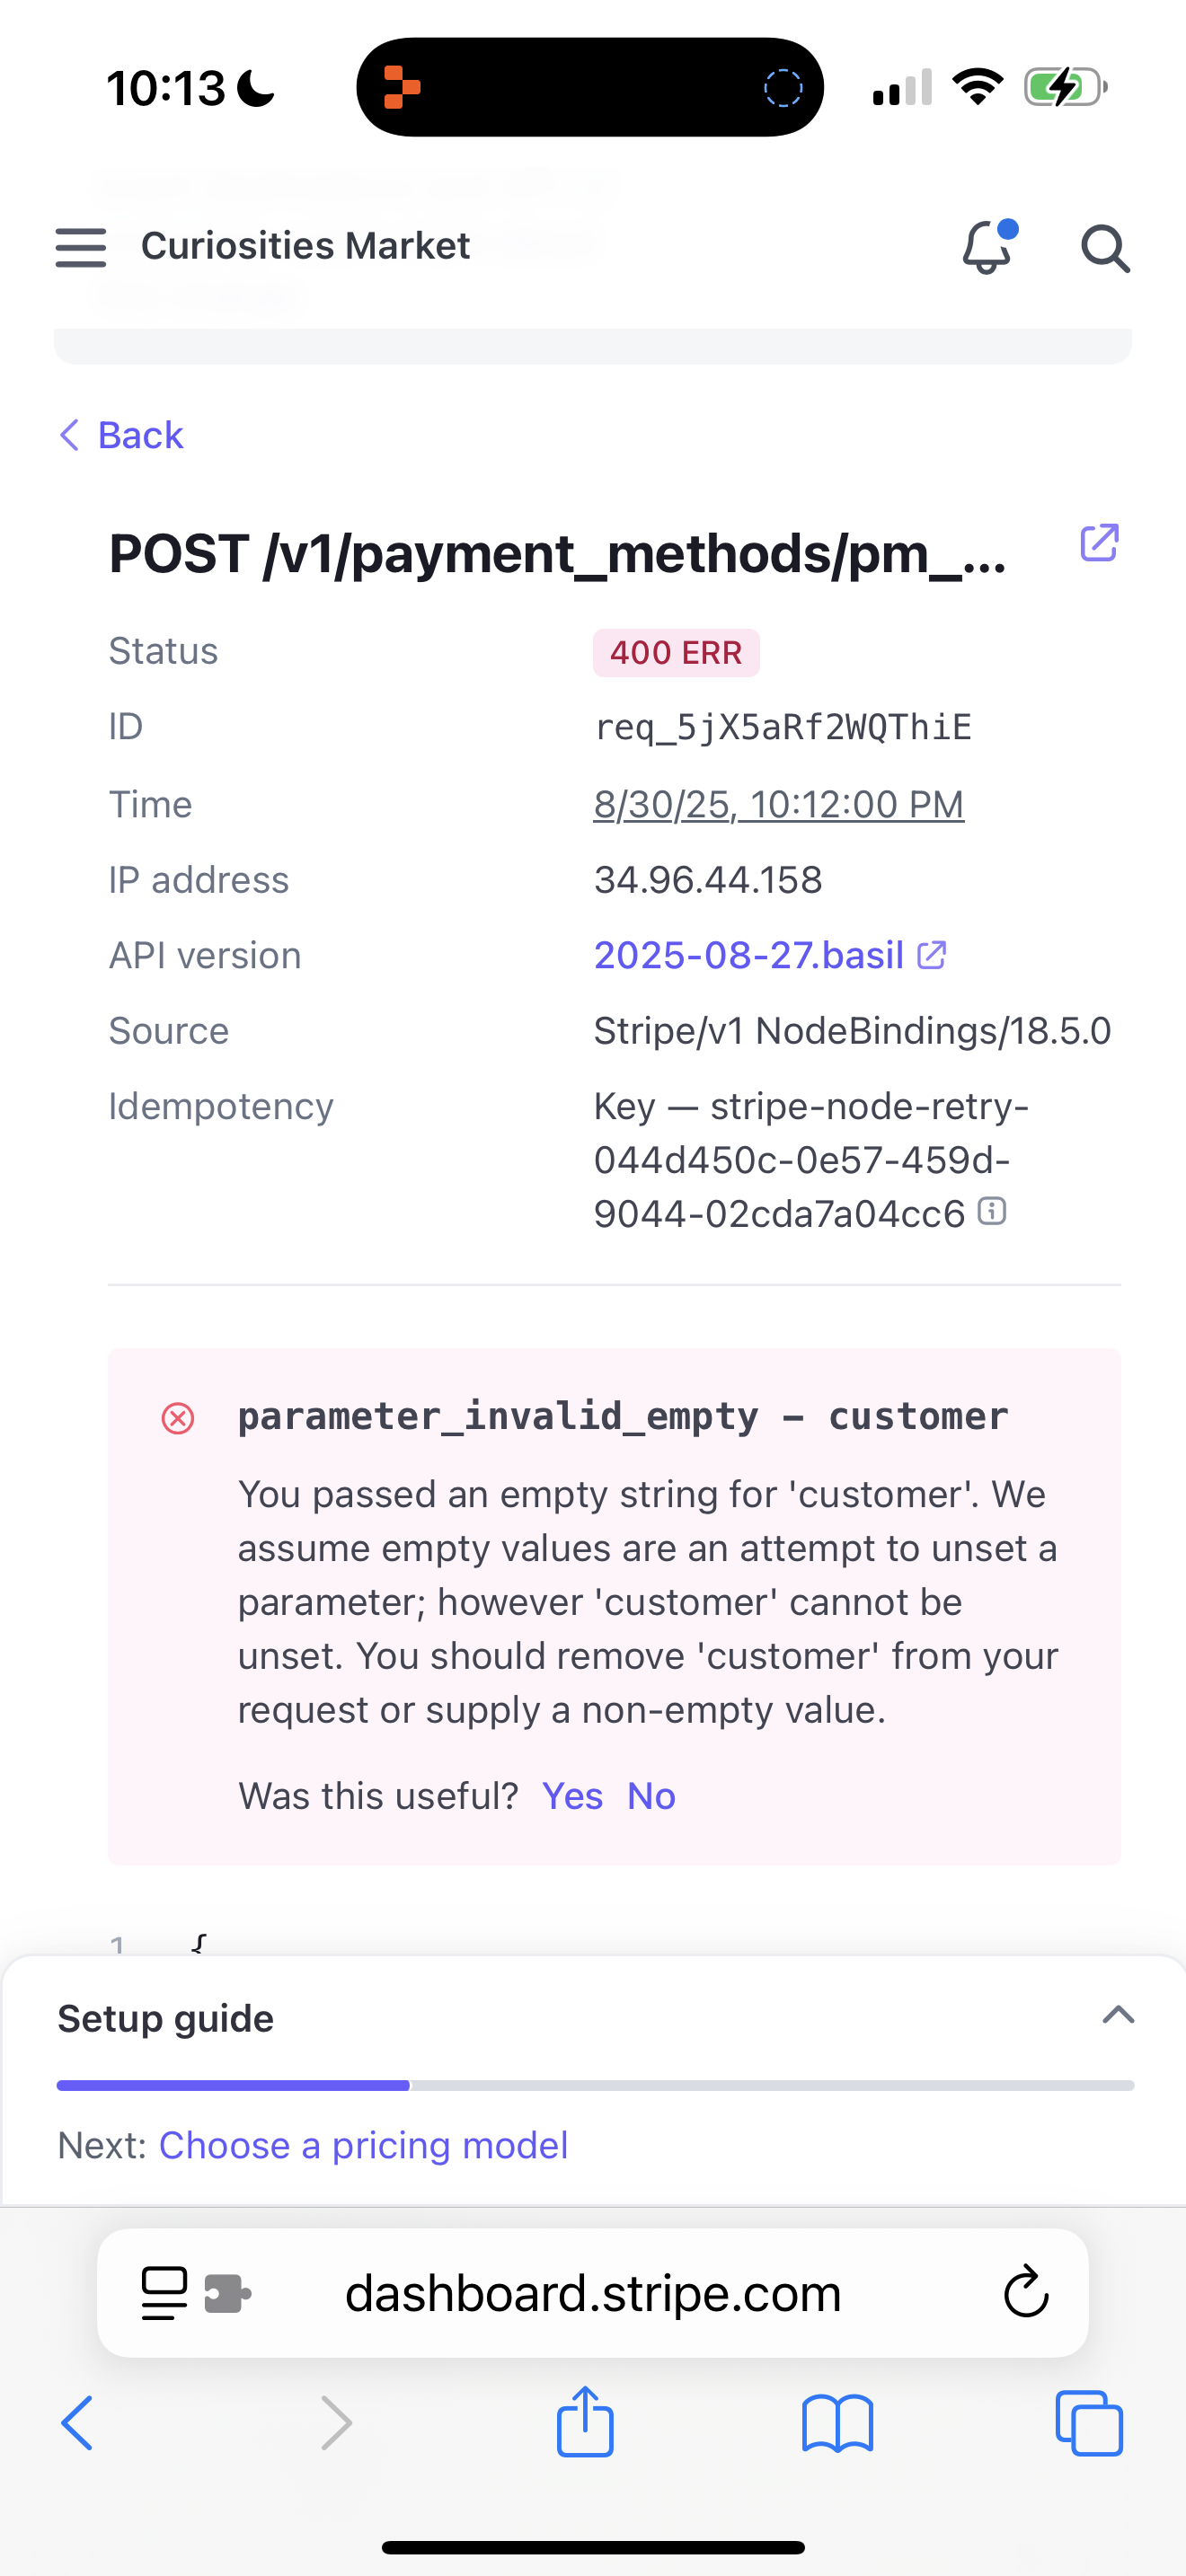 10:13
Curiosities Market
Back
POST /v1/payment_methods/pm_...
Status
400 ERR
ID
req_5jX5aRf2WQThiE
Time
8/30/25, 10:12:00 PM
IP address
34.96.44.158
API version
2025-08-27.basil
Source
Stripe/v1 NodeBindings/18.5.0
Idempotency
Key — stripe-node-retry-
044d450c-0e57-459d-
9044-02cda7a04cc6
parameter_invalid_empty - customer
You passed an empty string for 'customer'. We
assume empty values are an attempt to unset a
parameter; however 'customer' cannot be
unset. You should remove 'customer' from your
request or supply a non-empty value.
Was this useful? Yes No
1 {
Setup guide
Next: Choose a pricing model
dashboard.stripe.com